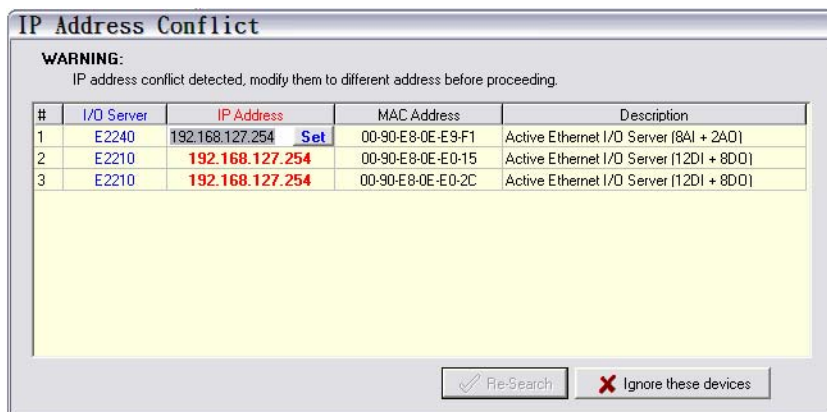 IP Address Conflict
WARNING:
IP address conflict detected, modify them to different address before proceeding.
# I/O Server IP Address MAC Address Description
1 E2240 192.168.127.254 Set 00-90-E8-0E-E9-F1 Active Ethernet I/O Server (8AI + 2AO)
2 E2210 192.168.127.254 00-90-E8-0E-E0-15 Active Ethernet I/O Server (12DI + 8DO)
3 E2210 192.168.127.254 00-90-E8-0E-E0-2C Active Ethernet I/O Server (12DI + 8DO)
Re-Search Ignore these devices